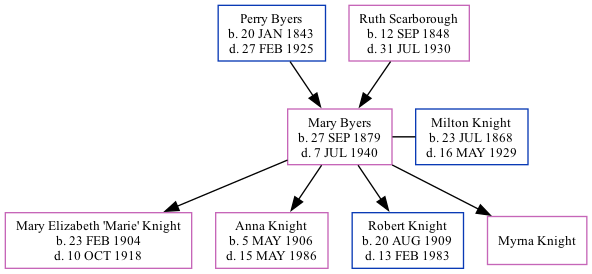 Perry Byers
b. 20 JAN 1843
d. 27 FEB 1925
Ruth Scarborough
b. 12 SEP 1848
d. 31 JUL 1930
Mary Byers
b. 27 SEP 1879
d. 7 JUL 1940
Milton Knight
b. 23 JUL 1868
d. 16 MAY 1929
Mary Elizabeth 'Marie' Knight
b. 23 FEB 1904
d. 10 OCT 1918
Anna Knight
b. 5 MAY 1906
d. 15 MAY 1986
Robert Knight
b. 20 AUG 1909
d. 13 FEB 1983
Myrna Knight